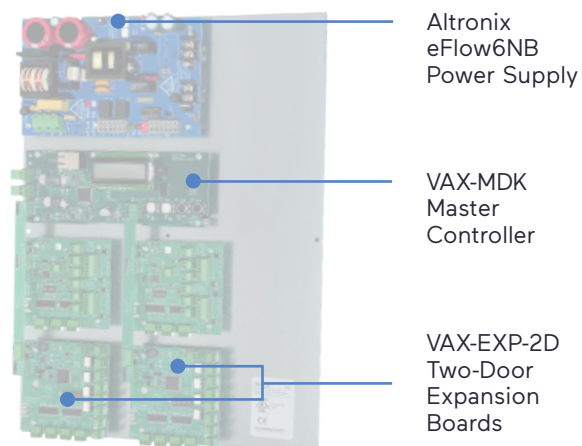 Altronix
eFlow6NB
Power Supply
VAX-MDK
Master
Controller
VAX-EXP-2D
Two-Door
Expansion
Boards